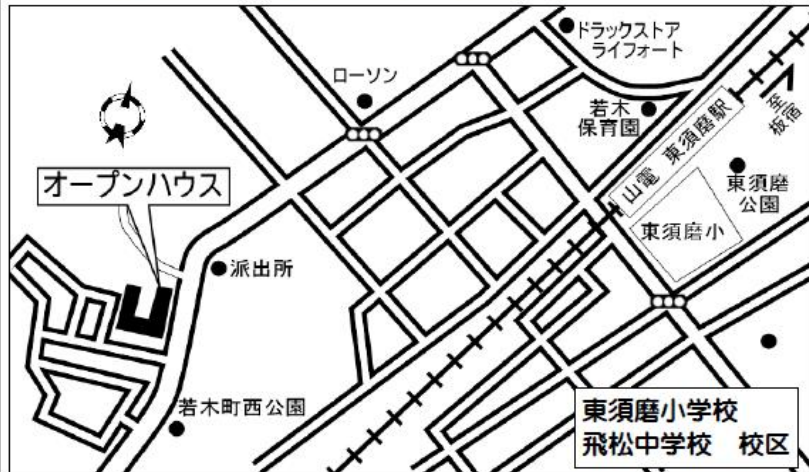 ドラックストア
ライフォート
ローソン
若木
保育園
至板宿
山電 東須磨駅
東須磨
公園
オープンハウス
東須磨小
派出所
若木町西公園
東須磨小学校
飛松中学校 校区